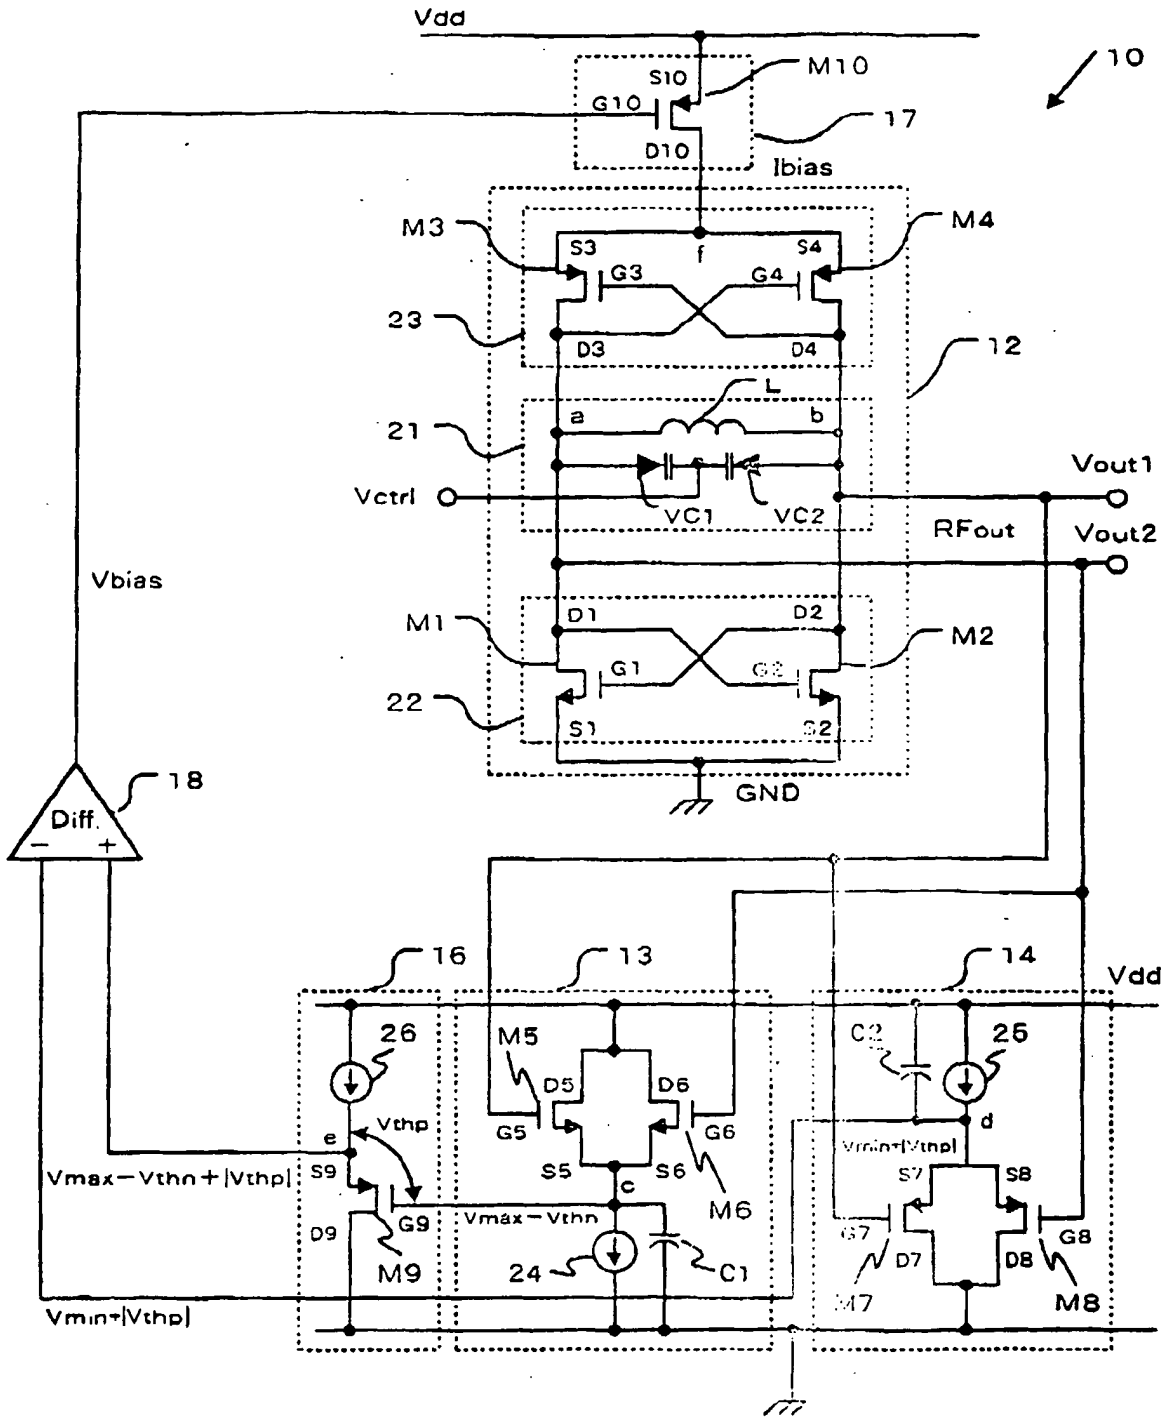 Vdd
M10
10
S10
G10
17
D10
Ibias
M3
M4
S3
S4
f
G3
G4
23
12
D3
D4
L
a
b
21
Vout1
Vctrl
VC1
VC2
RFout
Vout2
Vbias
D1
D2
M1
M2
G1
G2
22
S1
S2
18
GND
Diff.
− +
16
13
14
Vdd
26
M5
C2
25
D5
D6
Vthp
e
G5
G6
d
Vmin+|Vthp|
Vmax−Vthn+|Vthp|
S9
S5
S6
S7
S8
c
M6
D9
G9
Vmax−Vthn
G7
G8
D7
D8
M9
24
C1
M7
M8
Vmin+|Vthp|